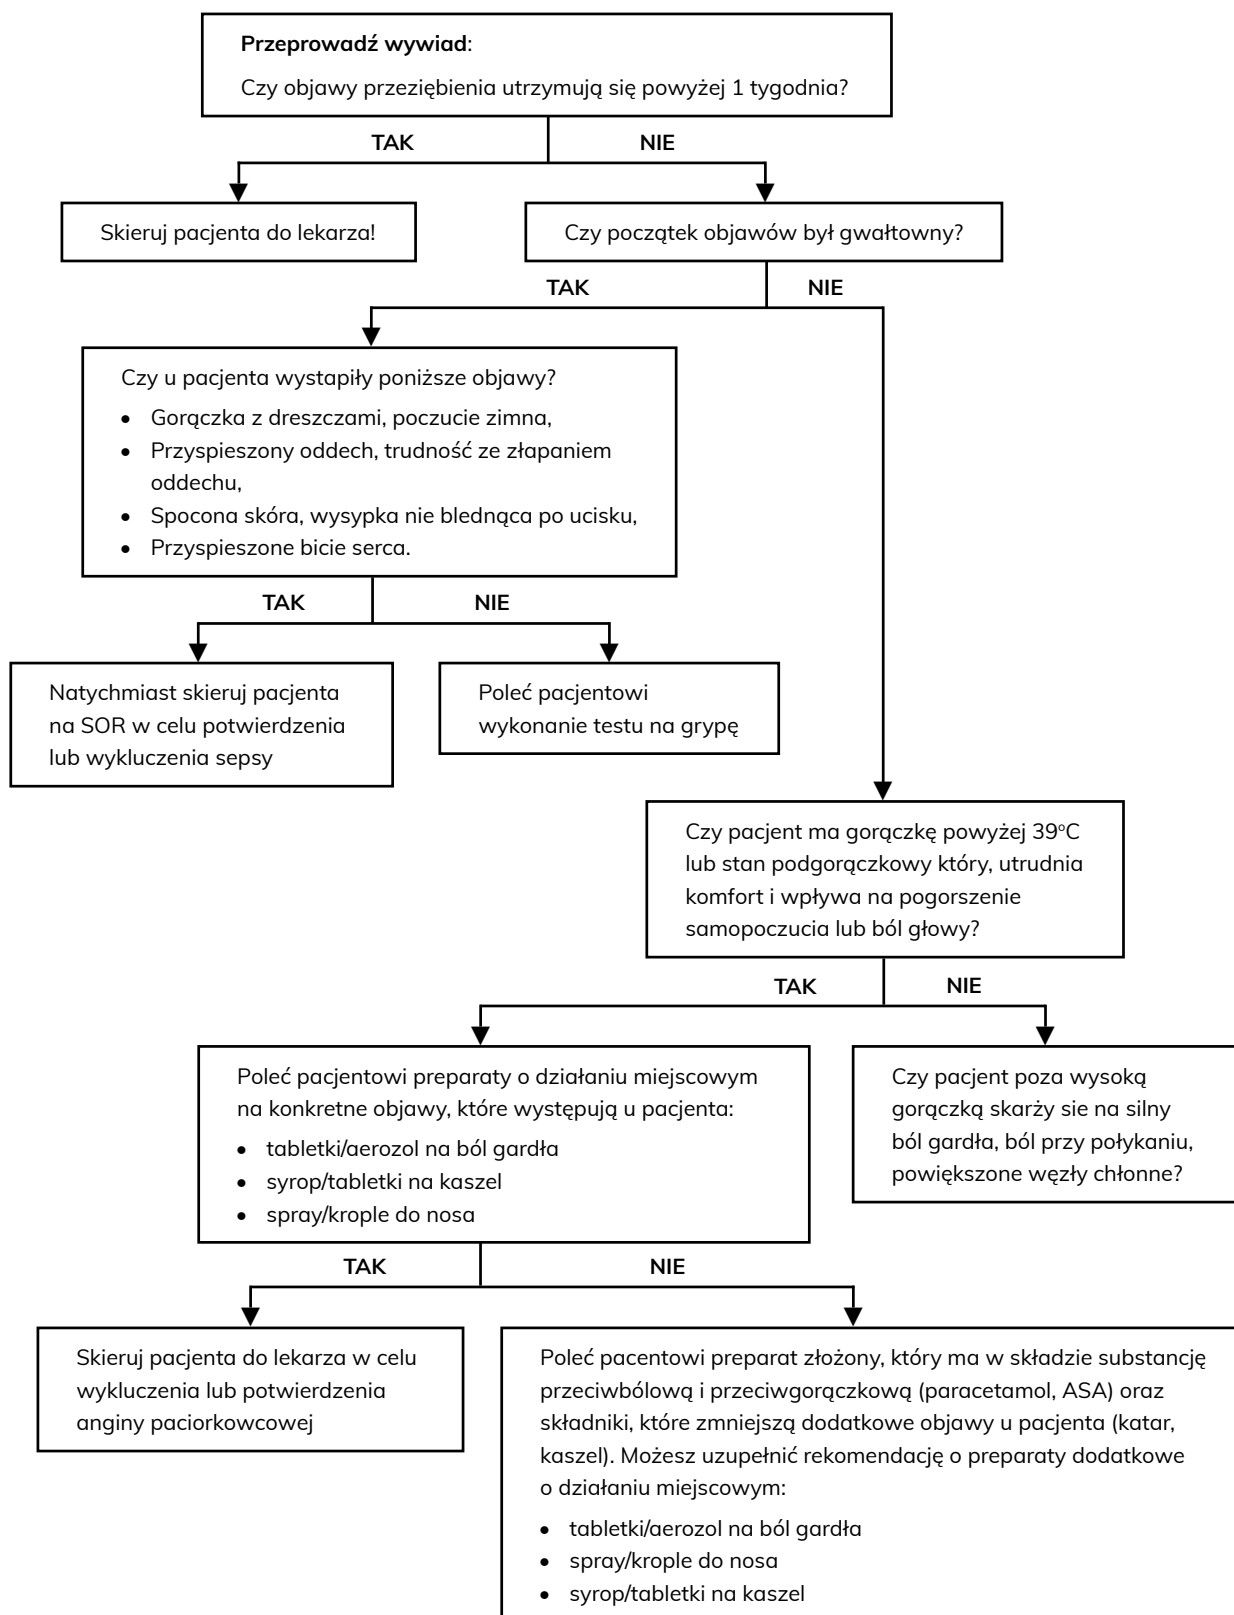 Przeprowadź wywiad:
Czy objawy przeziębienia utrzymują się powyżej 1 tygodnia?
TAK
NIE
Skieruj pacjenta do lekarza!
Czy początek objawów był gwałtowny?
TAK
NIE
Czy u pacjenta wystapiły poniższe objawy?
• Gorączka z dreszczami, poczucie zimna,
• Przyspieszony oddech, trudność ze złapaniem
oddechu,
• Spocona skóra, wysypka nie blednąca po ucisku,
• Przyspieszone bicie serca.
TAK
NIE
Natychmiast skieruj pacjenta
na SOR w celu potwierdzenia
lub wykluczenia sepsy
Poleć pacjentowi
wykonanie testu na grypę
Czy pacjent ma gorączkę powyżej 39°C
lub stan podgorączkowy który, utrudnia
komfort i wpływa na pogorszenie
samopoczucia lub ból głowy?
TAK
NIE
Poleć pacjentowi preparaty o działaniu miejscowym
na konkretne objawy, które występują u pacjenta:
• tabletki/aerozol na ból gardła
• syrop/tabletki na kaszel
• spray/krople do nosa
Czy pacjent poza wysoką
gorączką skarży sie na silny
ból gardła, ból przy połykaniu,
powiększone węzły chłonne?
TAK
NIE
Skieruj pacjenta do lekarza w celu
wykluczenia lub potwierdzenia
anginy paciorkowcowej
Poleć pacentowi preparat złożony, który ma w składzie substancję
przeciwbólową i przeciwgorączkową (paracetamol, ASA) oraz
składniki, które zmniejszą dodatkowe objawy u pacjenta (katar,
kaszel). Możesz uzupełnić rekomendację o preparaty dodatkowe
o działaniu miejscowym:
• tabletki/aerozol na ból gardła
• spray/krople do nosa
• syrop/tabletki na kaszel